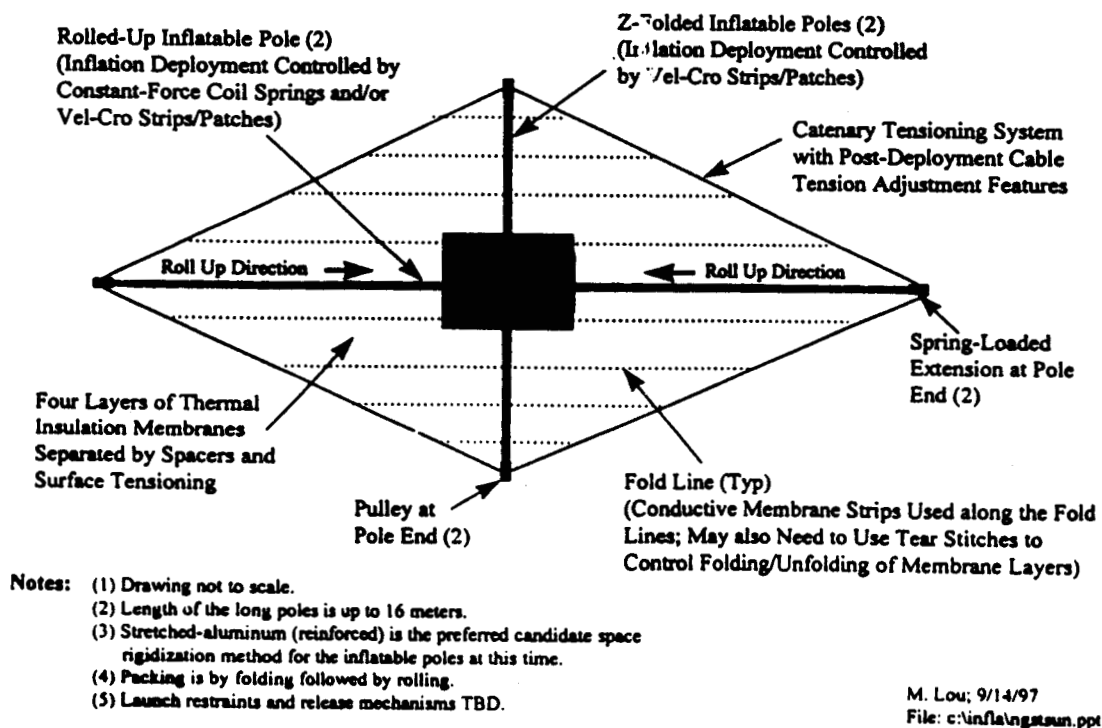 Rolled-Up Inflatable Pole (2)
(Inflation Deployment Controlled by
Constant-Force Coil Springs and/or
Vel-Cro Strips/Patches)
Z-Folded Inflatable Poles (2)
(Inflation Deployment Controlled
by Vel-Cro Strips/Patches)
Catenary Tensioning System
with Post-Deployment Cable
Tension Adjustment Features
Roll Up Direction
Roll Up Direction
Spring-Loaded
Extension at Pole
End (2)
Four Layers of Thermal
Insulation Membranes
Separated by Spacers and
Surface Tensioning
Pulley at
Pole End (2)
Fold Line (Typ)
(Conductive Membrane Strips Used along the Fold
Lines; May also Need to Use Tear Stitches to
Control Folding/Unfolding of Membrane Layers)
Notes: (1) Drawing not to scale.
(2) Length of the long poles is up to 16 meters.
(3) Stretched-aluminum (reinforced) is the preferred candidate space
rigidization method for the inflatable poles at this time.
(4) Packing is by folding followed by rolling.
(5) Launch restraints and release mechanisms TBD.
M. Lou; 9/14/97
File: c:\infla\ngstsun.ppt